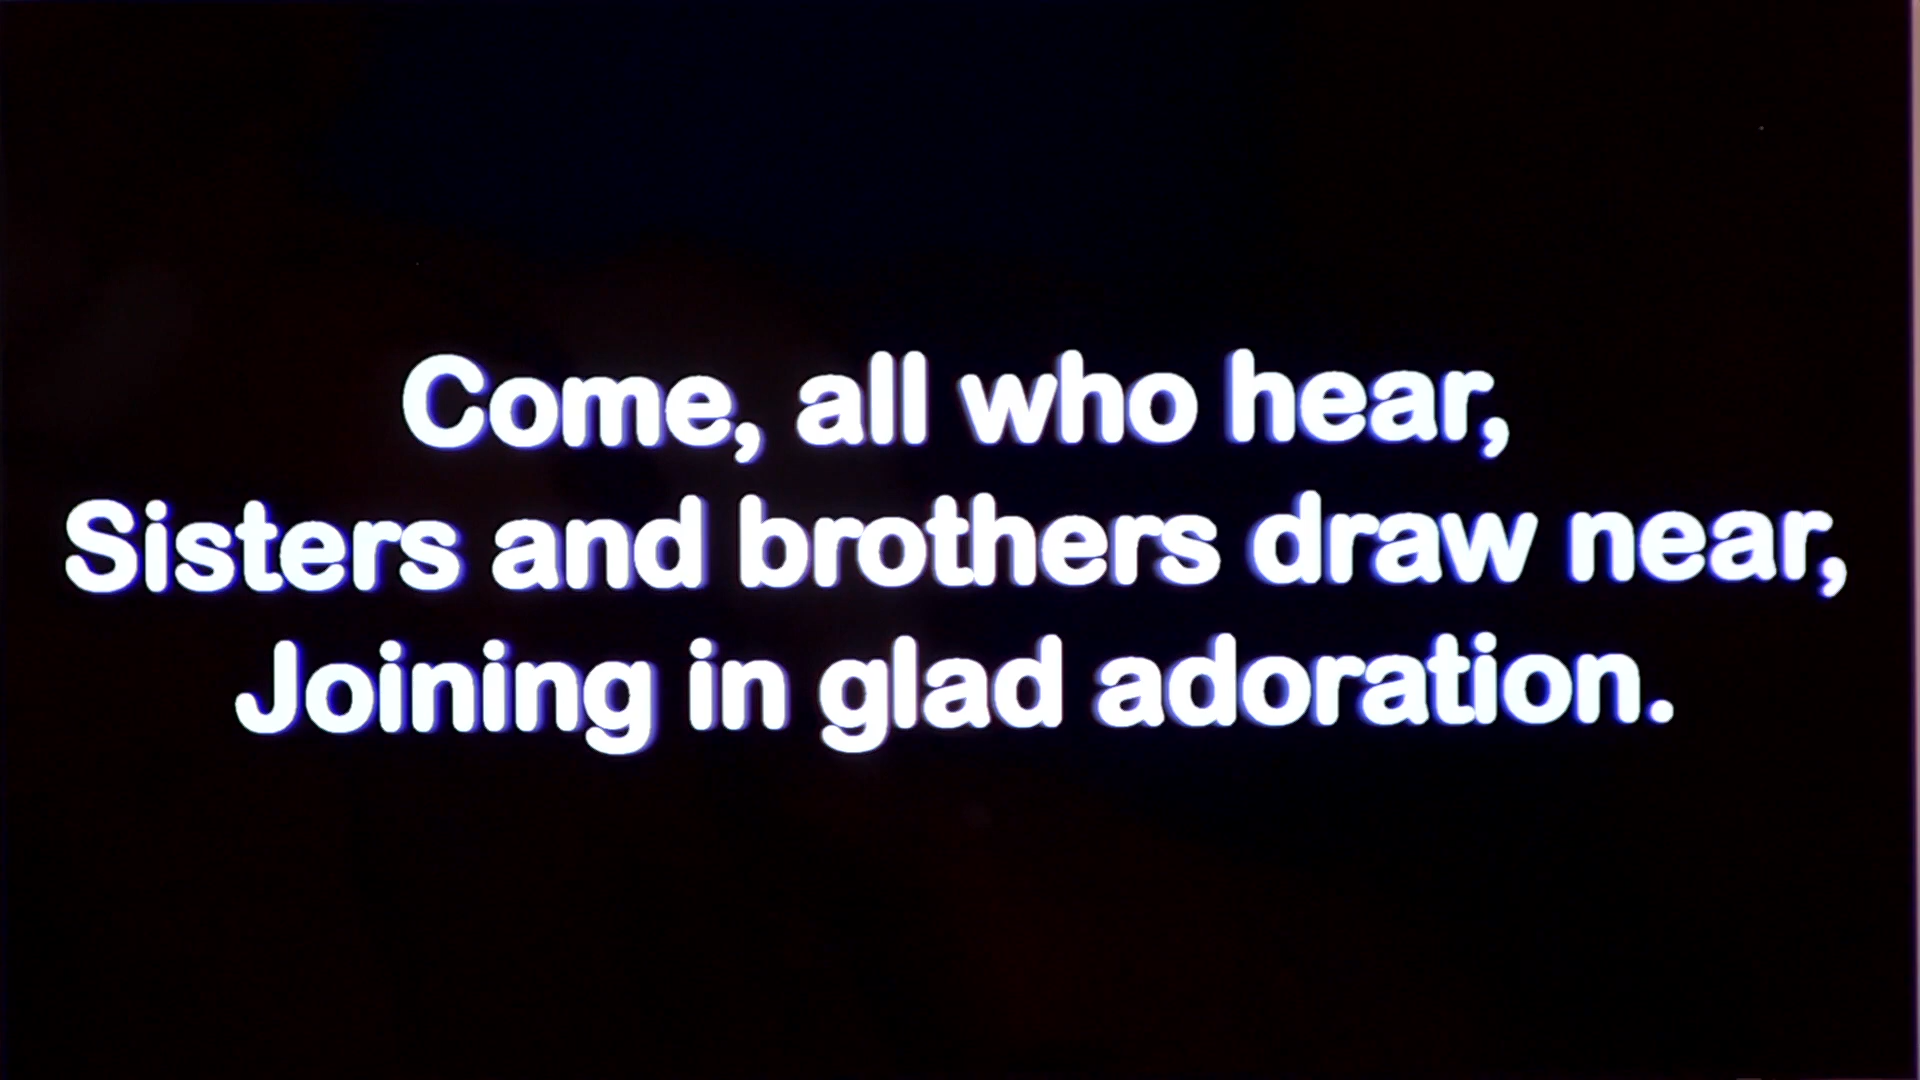 Come, all who hear,
Sisters and brothers draw near,
Joining in glad adoration.